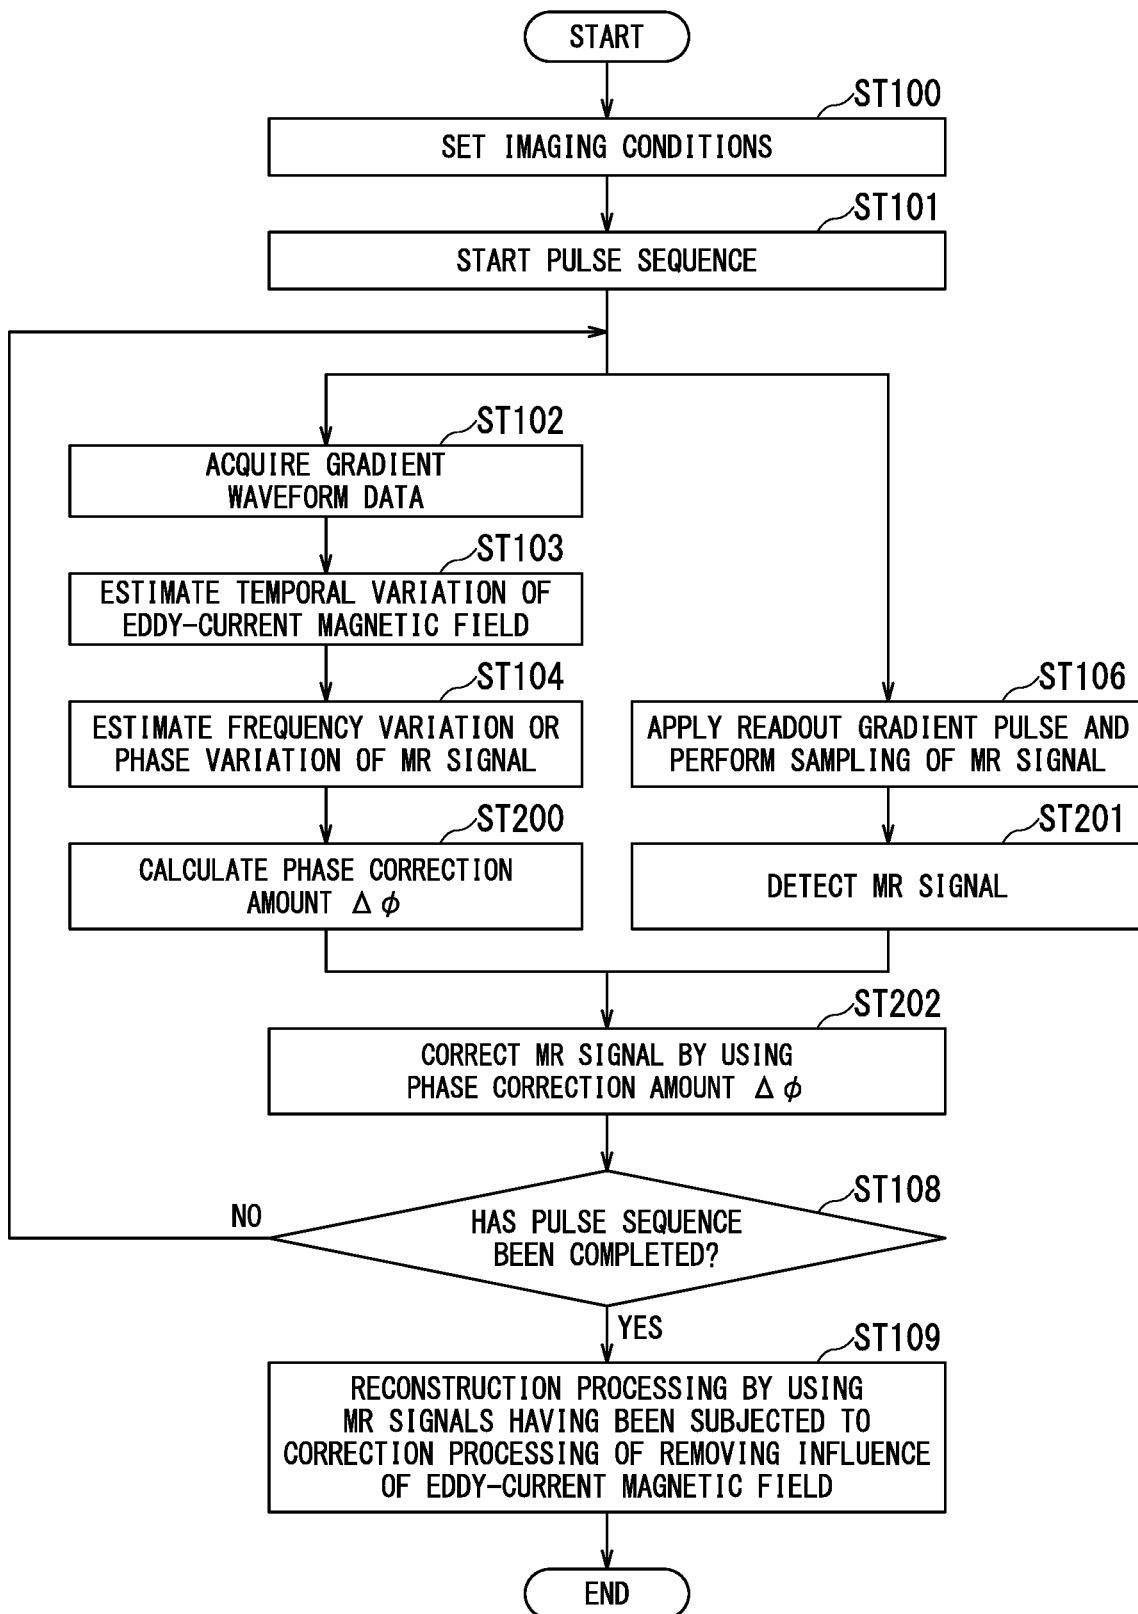 START
ST100
SET IMAGING CONDITIONS
ST101
START PULSE SEQUENCE
ST102
ACQUIRE GRADIENT
WAVEFORM DATA
ST103
ESTIMATE TEMPORAL VARIATION OF
EDDY-CURRENT MAGNETIC FIELD
ST104
ESTIMATE FREQUENCY VARIATION OR
PHASE VARIATION OF MR SIGNAL
ST106
APPLY READOUT GRADIENT PULSE AND
PERFORM SAMPLING OF MR SIGNAL
ST200
CALCULATE PHASE CORRECTION
AMOUNT Δφ
ST201
DETECT MR SIGNAL
ST202
CORRECT MR SIGNAL BY USING
PHASE CORRECTION AMOUNT Δφ
ST108
HAS PULSE SEQUENCE
BEEN COMPLETED?
NO
YES
ST109
RECONSTRUCTION PROCESSING BY USING
MR SIGNALS HAVING BEEN SUBJECTED TO
CORRECTION PROCESSING OF REMOVING INFLUENCE
OF EDDY-CURRENT MAGNETIC FIELD
END